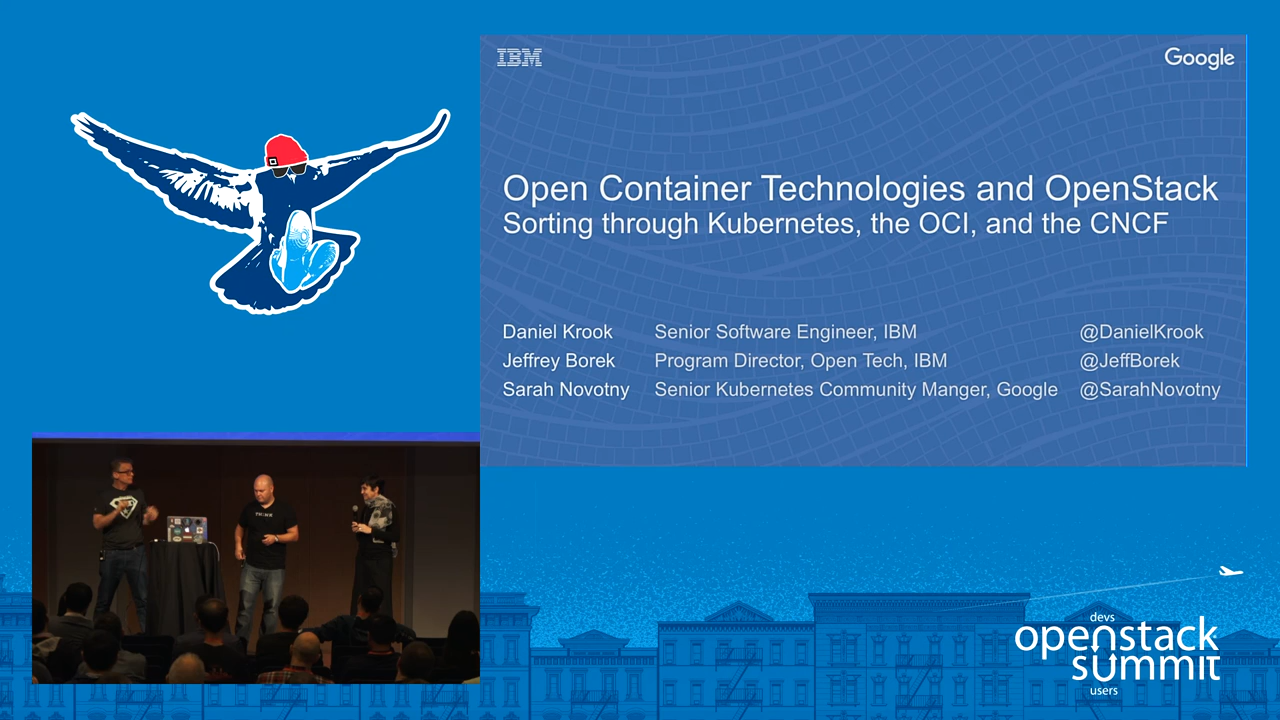 IBM
Google
Open Container Technologies and OpenStack
Sorting through Kubernetes, the OCI, and the CNCF
Daniel Krook Senior Software Engineer, IBM @DanielKrook
Jeffrey Borek Program Director, Open Tech, IBM @JeffBorek
Sarah Novotny Senior Kubernetes Community Manger, Google @SarahNovotny
THINK
devs
openstack
summit
users